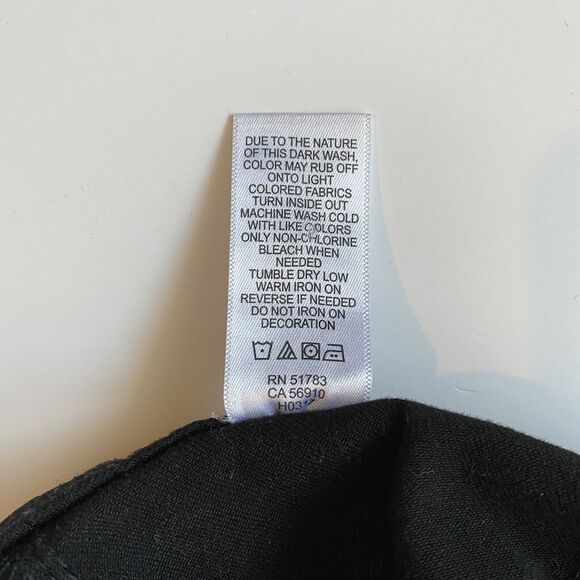 DUE TO THE NATURE
OF THIS DARK WASH,
COLOR MAY RUB OFF
ONTO LIGHT
COLORED FABRICS
TURN INSIDE OUT
MACHINE WASH COLD
WITH LIKE COLORS
ONLY NON-CHLORINE
BLEACH WHEN
NEEDED
TUMBLE DRY LOW
WARM IRON ON
REVERSE IF NEEDED
DO NOT IRON ON
DECORATION
RN 51783
CA 56910